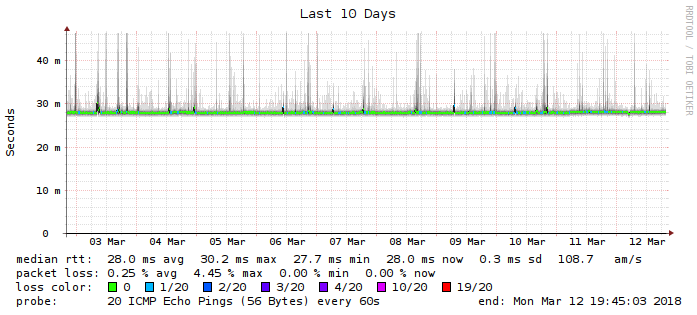 Last 10 Days
RRDTOOL / TOBI OETIKER
Seconds
40 m
30 m
20 m
10 m
0
03 Mar 04 Mar 05 Mar 06 Mar 07 Mar 08 Mar 09 Mar 10 Mar 11 Mar 12 Mar
median rtt: 28.0 ms avg 30.2 ms max 27.7 ms min 28.0 ms now 0.3 ms sd 108.7 am/s
packet loss: 0.25 % avg 4.45 % max 0.00 % min 0.00 % now
loss color: 0 1/20 2/20 3/20 4/20 10/20 19/20
probe: 20 ICMP Echo Pings (56 Bytes) every 60s end: Mon Mar 12 19:45:03 2018